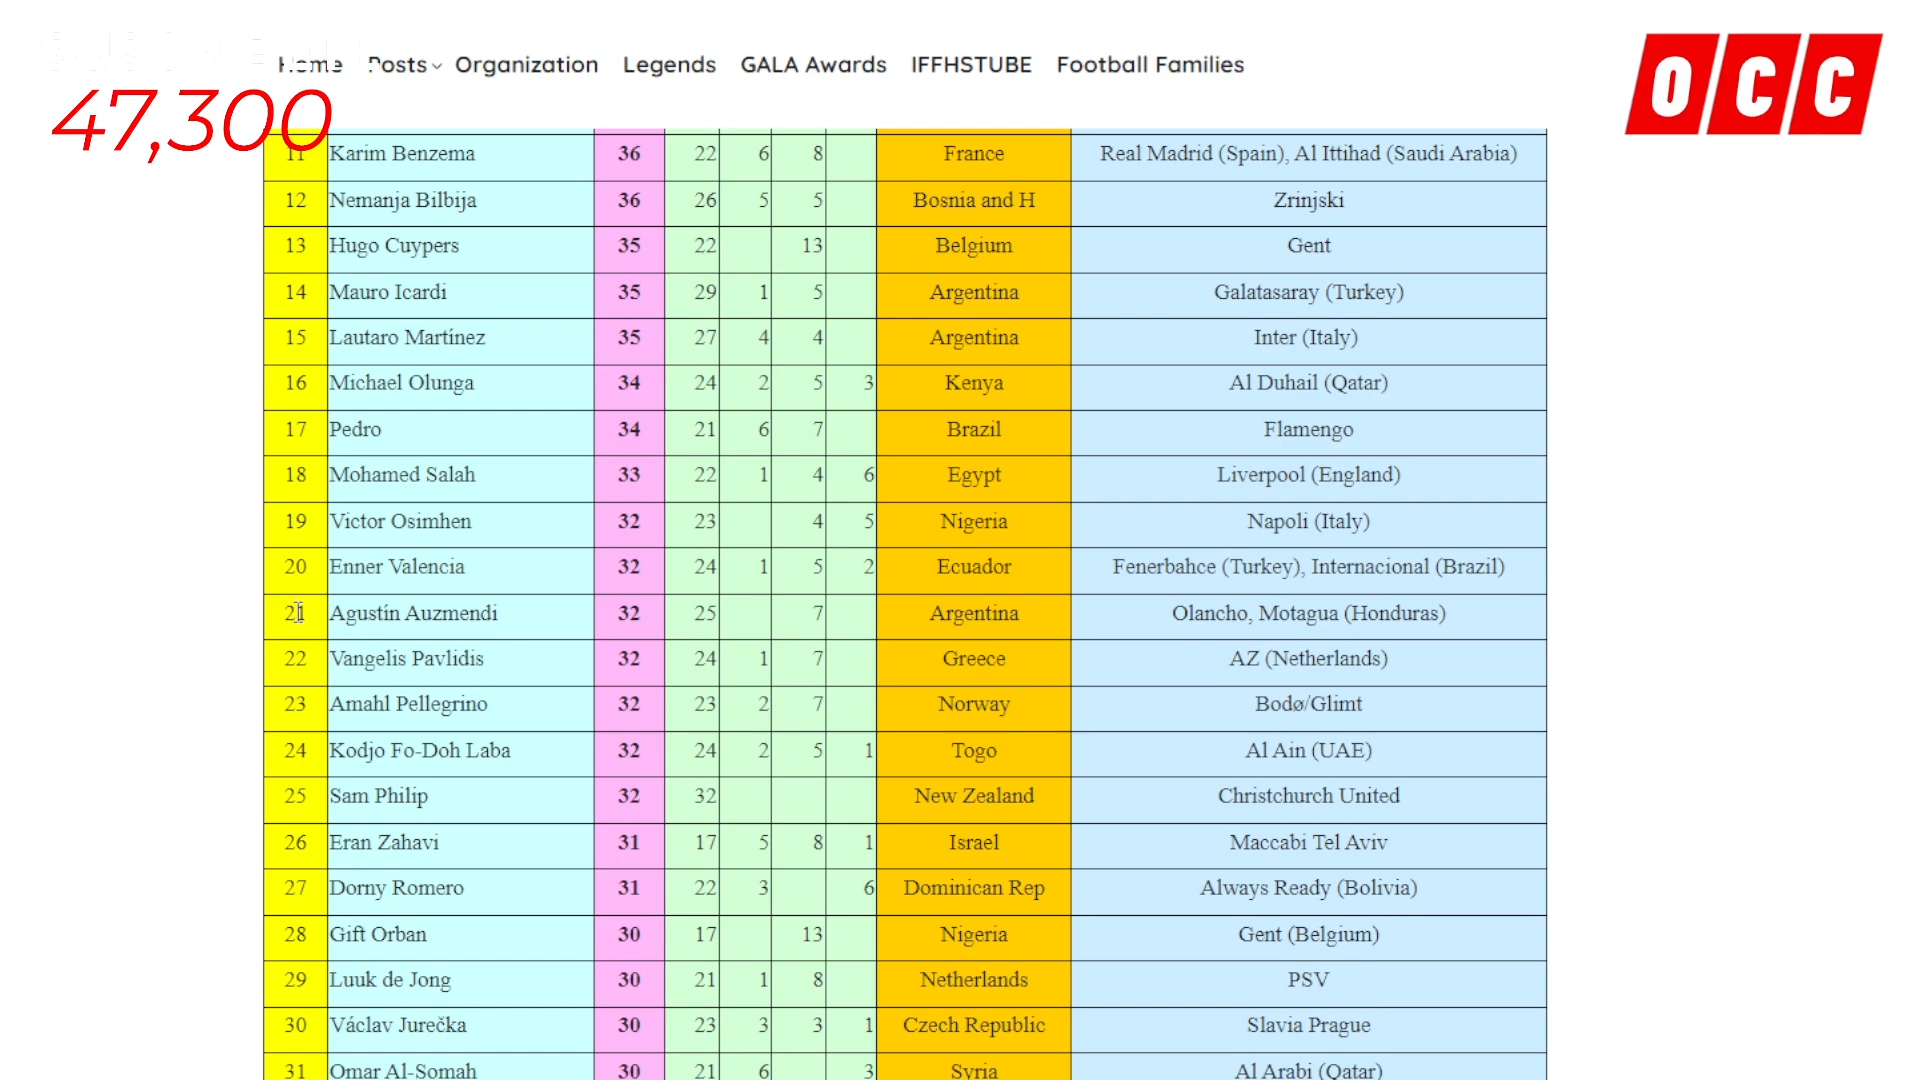 Home Posts Organization Legends GALA Awards IFFHSTUBE Football Families
47,300
OCC
11 Karim Benzema 36 22 6 8 France Real Madrid (Spain), Al Ittihad (Saudi Arabia)
12 Nemanja Bilbija 36 26 5 5 Bosnia and H Zrinjski
13 Hugo Cuypers 35 22 13 Belgium Gent
14 Mauro Icardi 35 29 1 5 Argentina Galatasaray (Turkey)
15 Lautaro Martínez 35 27 4 4 Argentina Inter (Italy)
16 Michael Olunga 34 24 2 5 3 Kenya Al Duhail (Qatar)
17 Pedro 34 21 6 7 Brazil Flamengo
18 Mohamed Salah 33 22 1 4 6 Egypt Liverpool (England)
19 Victor Osimhen 32 23 4 5 Nigeria Napoli (Italy)
20 Enner Valencia 32 24 1 5 2 Ecuador Fenerbahce (Turkey), Internacional (Brazil)
21 Agustín Auzmendi 32 25 7 Argentina Olancho, Motagua (Honduras)
22 Vangelis Pavlidis 32 24 1 7 Greece AZ (Netherlands)
23 Amahl Pellegrino 32 23 2 7 Norway Bodø/Glimt
24 Kodjo Fo-Doh Laba 32 24 2 5 1 Togo Al Ain (UAE)
25 Sam Philip 32 32 New Zealand Christchurch United
26 Eran Zahavi 31 17 5 8 1 Israel Maccabi Tel Aviv
27 Dorny Romero 31 22 3 6 Dominican Rep Always Ready (Bolivia)
28 Gift Orban 30 17 13 Nigeria Gent (Belgium)
29 Luuk de Jong 30 21 1 8 Netherlands PSV
30 Václav Jurečka 30 23 3 3 1 Czech Republic Slavia Prague
31 Omar Al-Somah 30 21 6 3 Syria Al Arabi (Qatar)